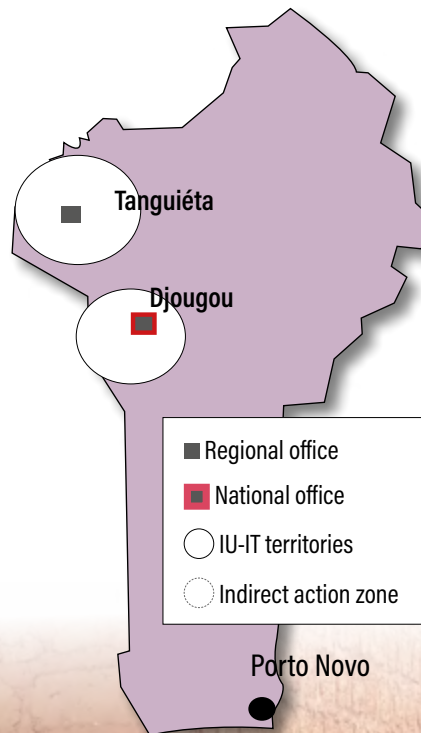 Tanguiéta
Djougou
Regional office
National office
IU-IT territories
Indirect action zone
Porto Novo